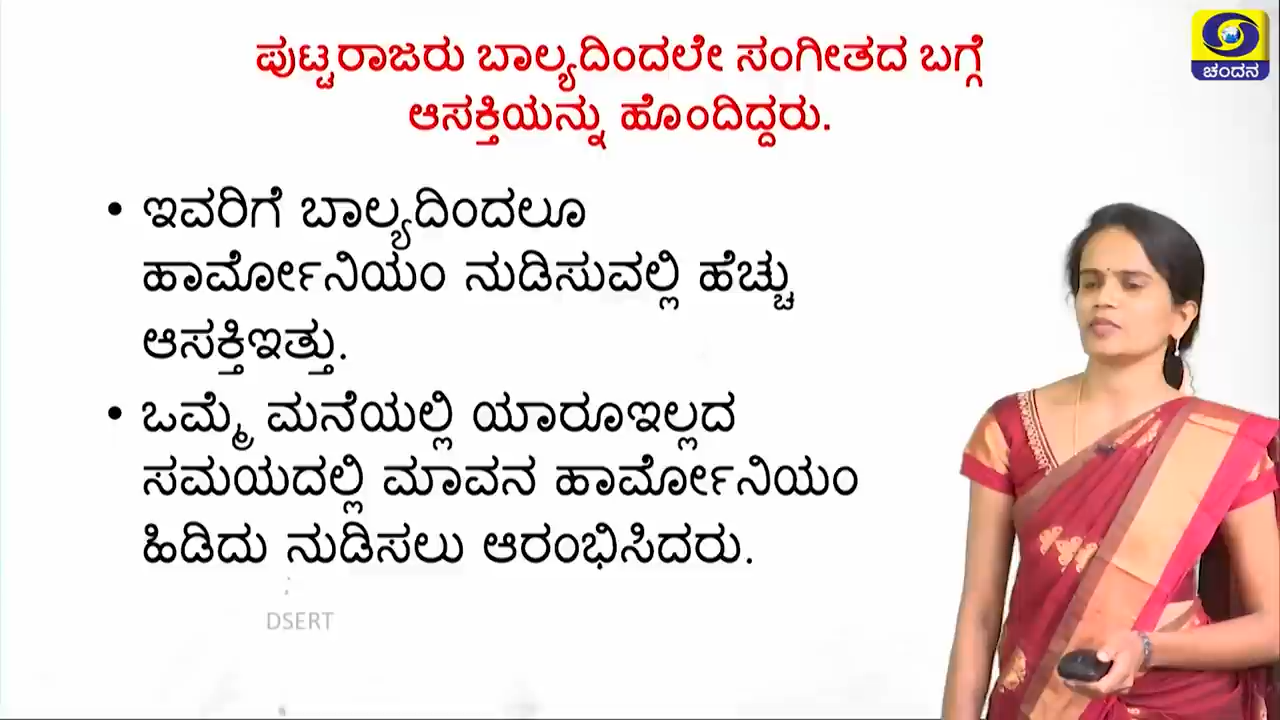 ಪುಟ್ಟರಾಜರು ಬಾಲ್ಯದಿಂದಲೇ ಸಂಗೀತದ ಬಗ್ಗೆ
ಆಸಕ್ತಿಯನ್ನು ಹೊಂದಿದ್ದರು.
ಚಂದನ
• ಇವರಿಗೆ ಬಾಲ್ಯದಿಂದಲೂ
ಹಾರ್ಮೋನಿಯಂ ನುಡಿಸುವಲ್ಲಿ ಹೆಚ್ಚು
ಆಸಕ್ತಿಇತ್ತು.
• ಒಮ್ಮೆ ಮನೆಯಲ್ಲಿ ಯಾರೂಇಲ್ಲದ
ಸಮಯದಲ್ಲಿ ಮಾವನ ಹಾರ್ಮೋನಿಯಂ
ಹಿಡಿದು ನುಡಿಸಲು ಆರಂಭಿಸಿದರು.
DSERT